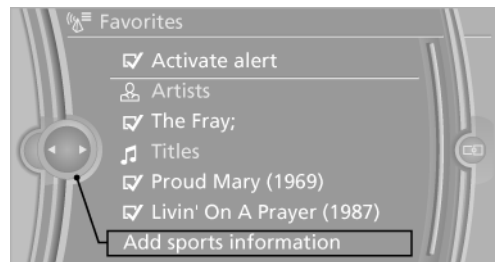 Favorites
Activate alert
Artists
The Fray;
Titles
Proud Mary (1969)
Livin' On A Prayer (1987)
Add sports information